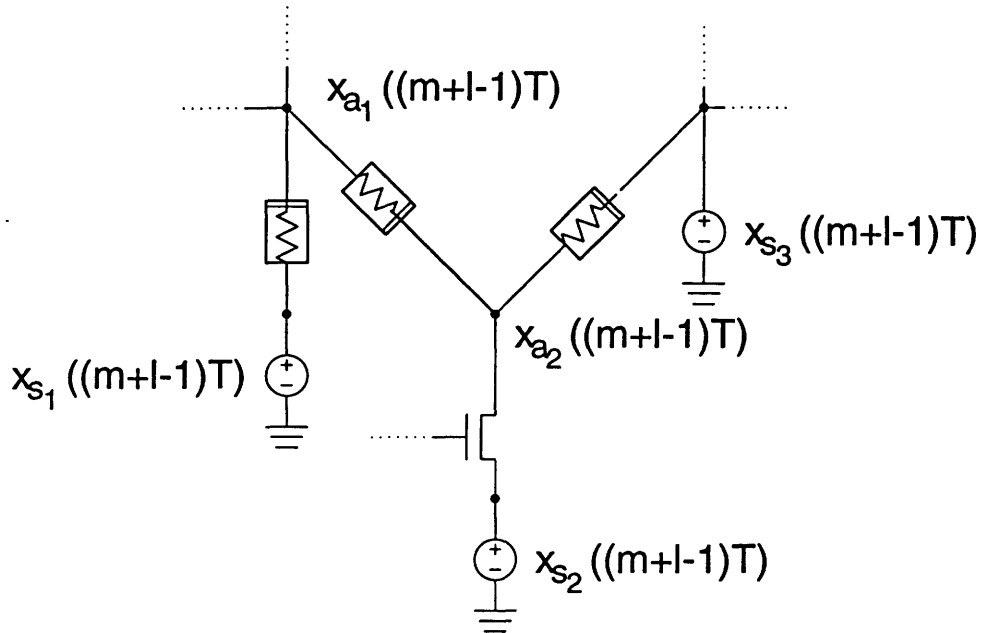 x_{a_1} ((m+l-1)T)
x_{s_3} ((m+l-1)T)
x_{a_2} ((m+l-1)T)
x_{s_1} ((m+l-1)T)
x_{s_2} ((m+l-1)T)